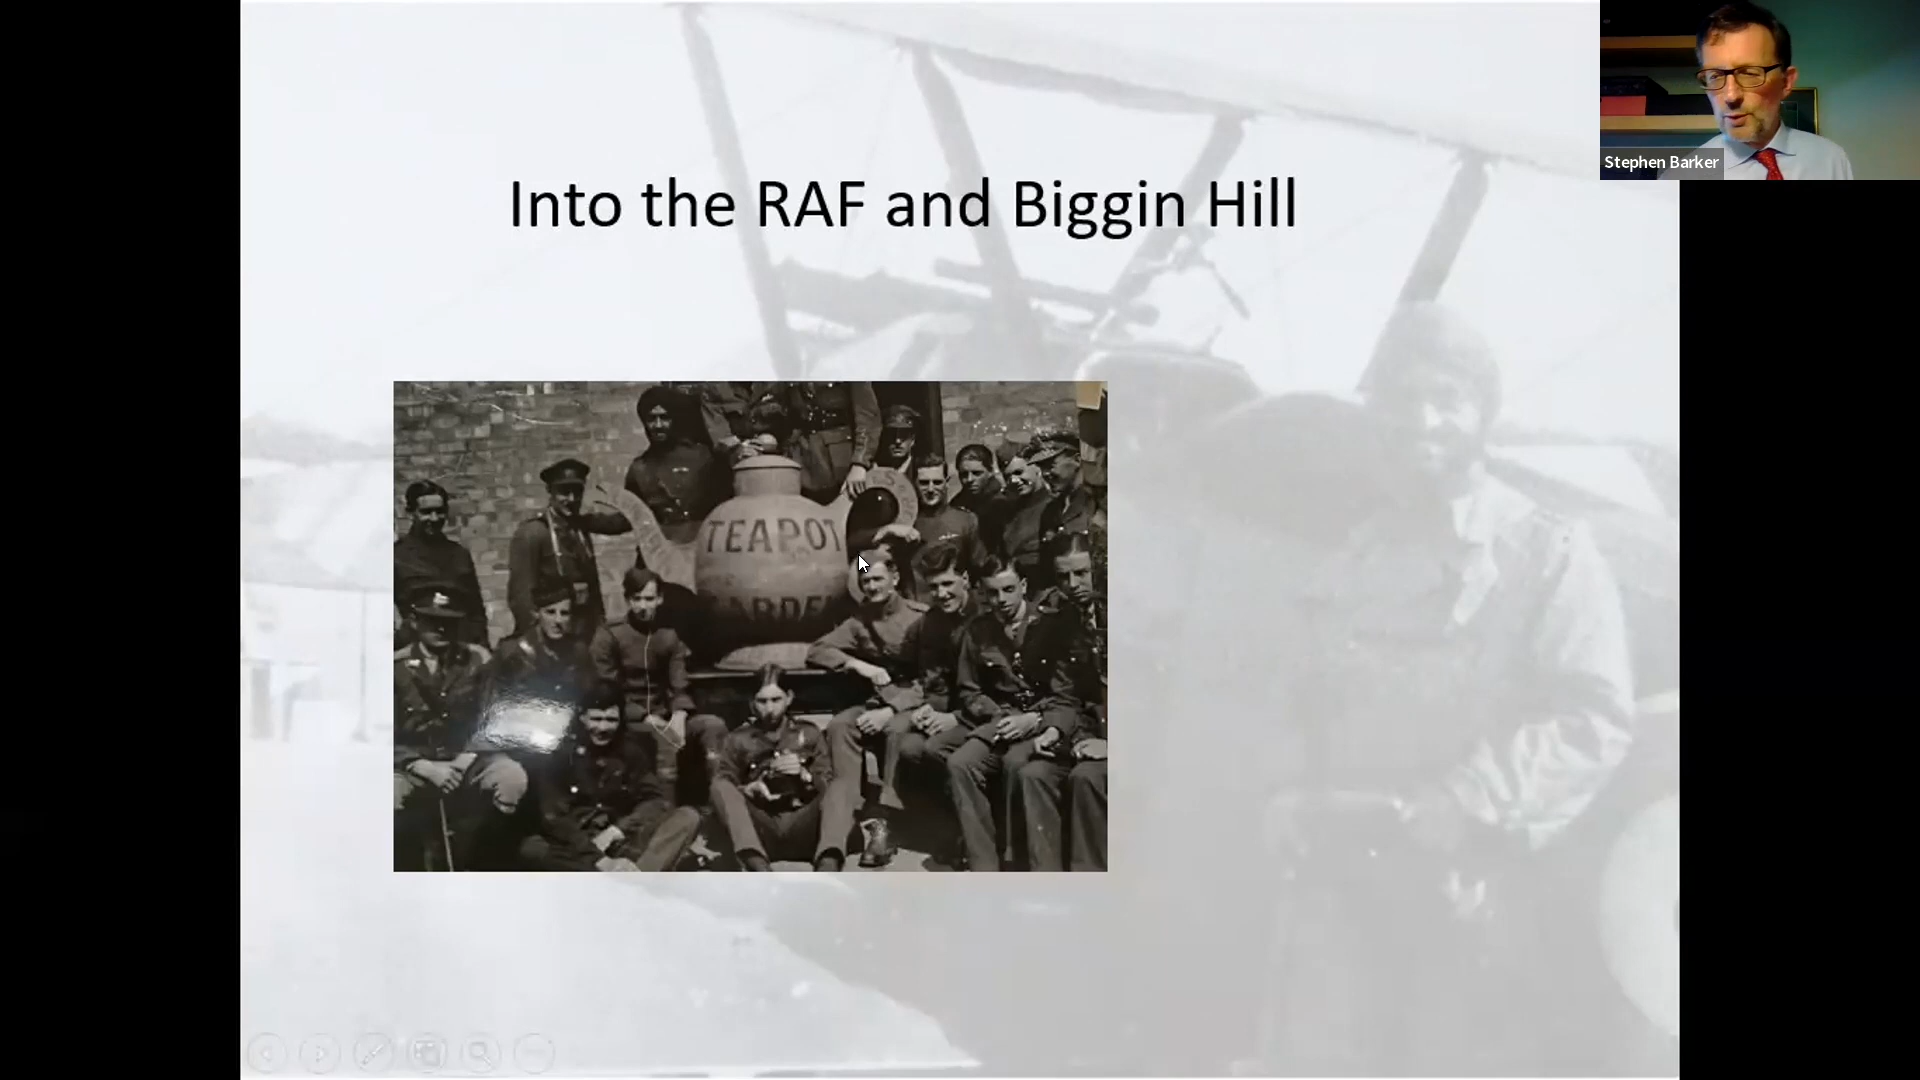 Into the RAF and Biggin Hill
Stephen Barker
TEAPOT